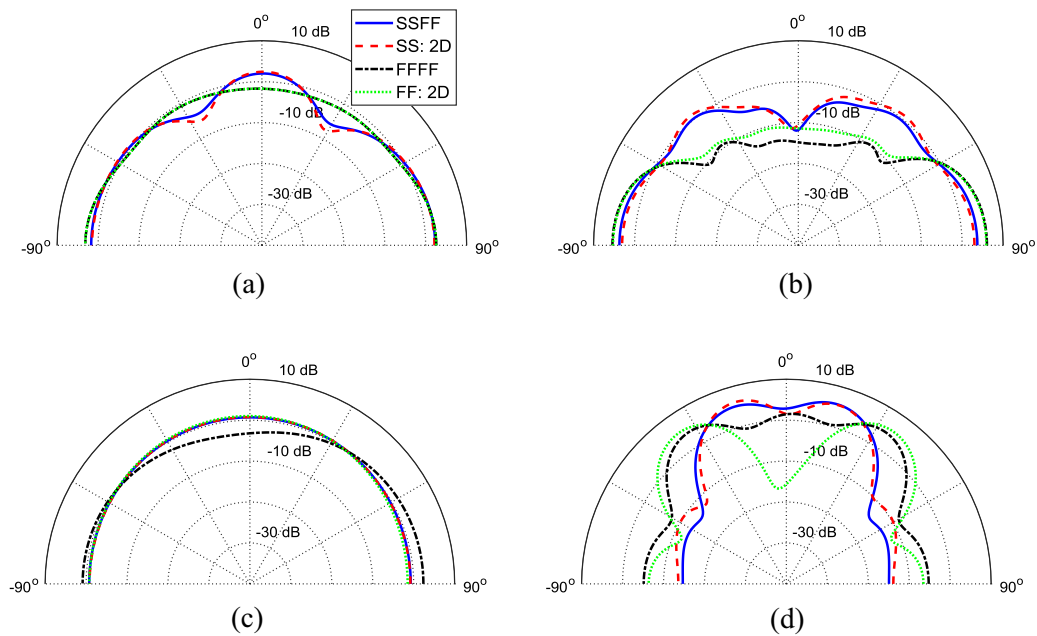 0°
10 dB
-10 dB
-30 dB
-90°
90°
(a)
SSFF
SS: 2D
FFFF
FF: 2D
0°
10 dB
-10 dB
-30 dB
-90°
90°
(b)
0°
10 dB
-10 dB
-30 dB
-90°
90°
(c)
0°
10 dB
-10 dB
-30 dB
-90°
90°
(d)